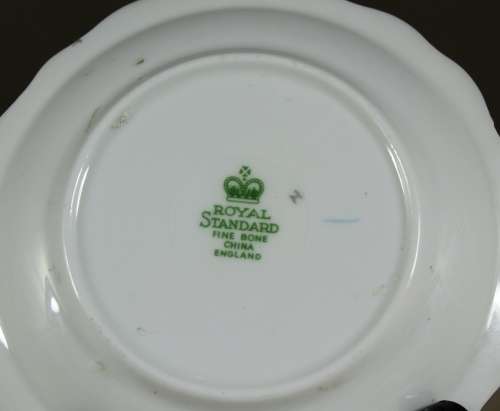 ROYAL
STANDARD
FINE BONE
CHINA
ENGLAND